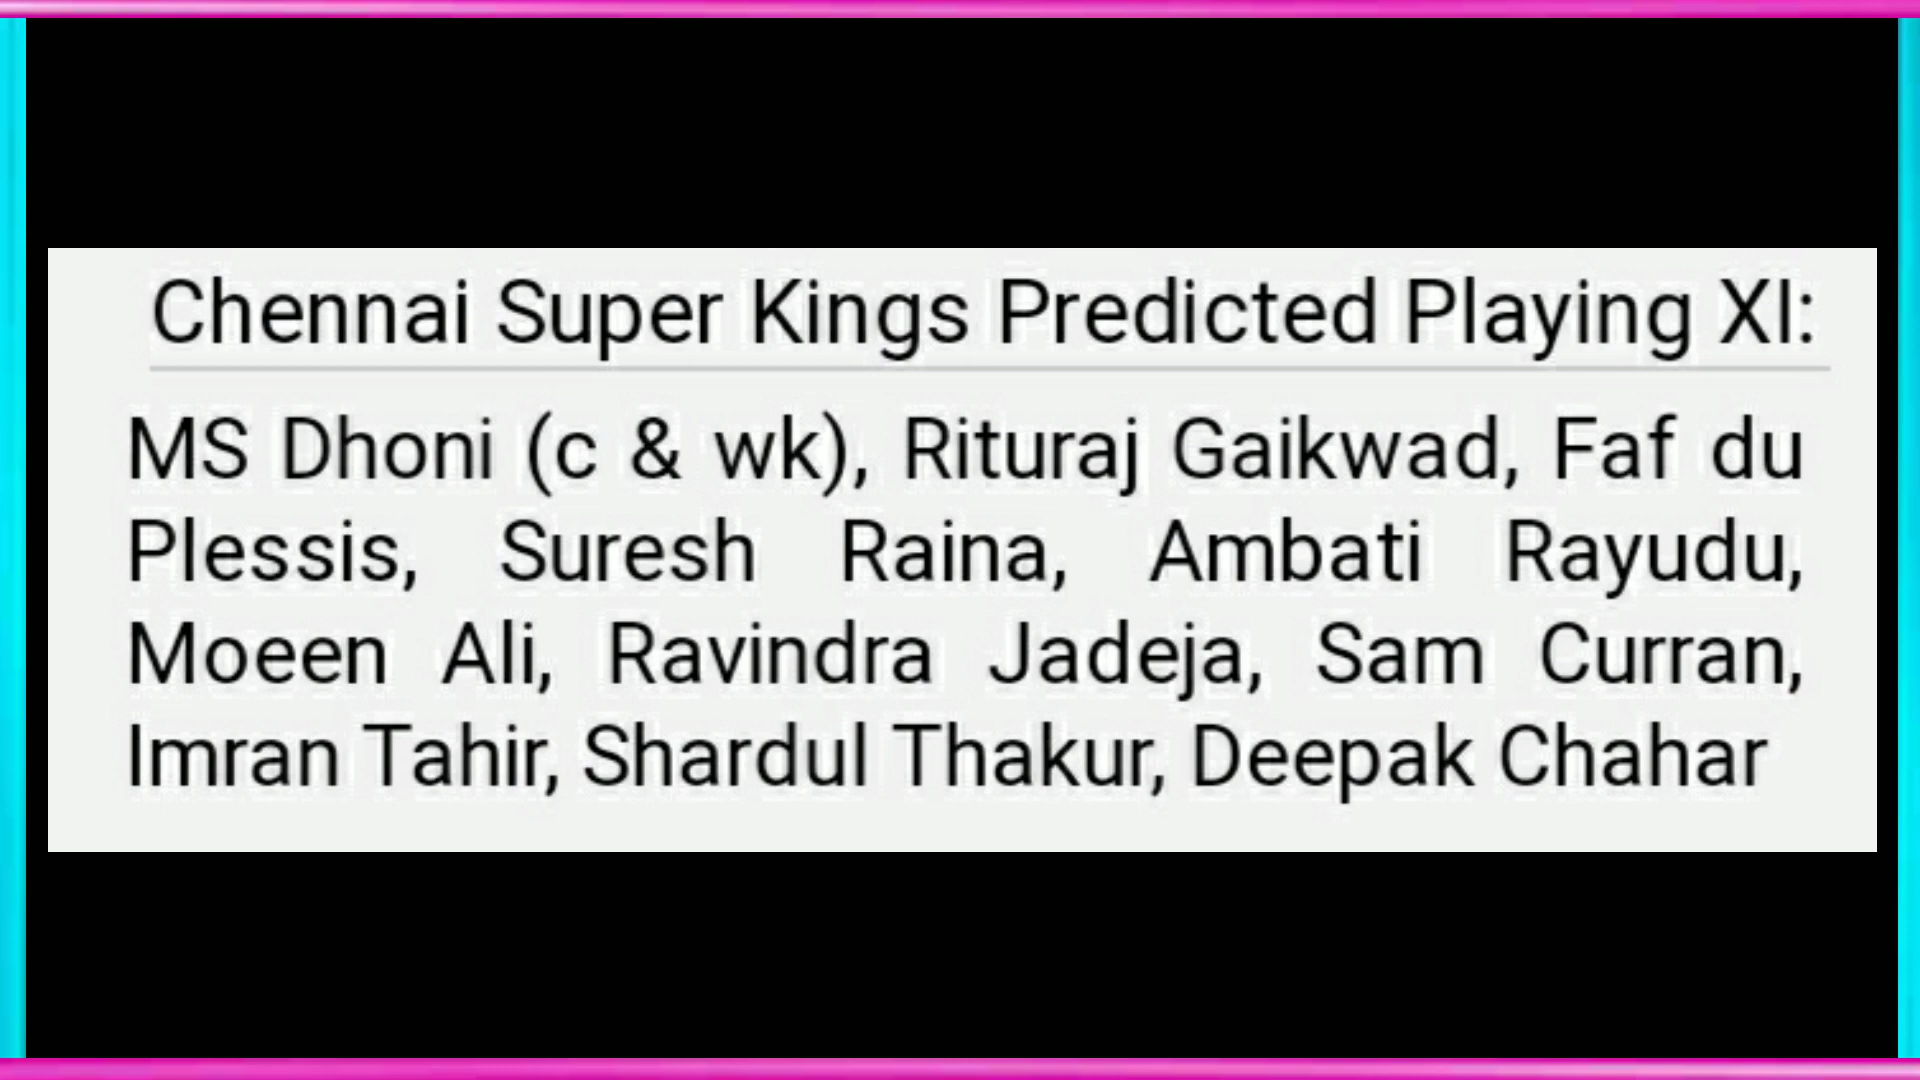 Chennai Super Kings Predicted Playing XI:
MS Dhoni (c & wk), Rituraj Gaikwad, Faf du
Plessis, Suresh Raina, Ambati Rayudu,
Moeen Ali, Ravindra Jadeja, Sam Curran,
Imran Tahir, Shardul Thakur, Deepak Chahar